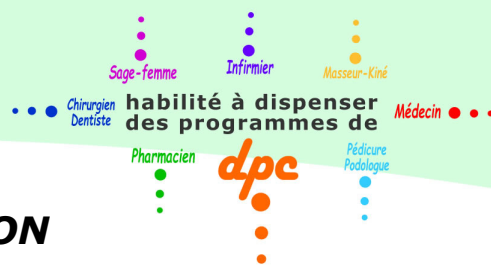 Sage-femme
Infirmier
Masseur-Kiné
Chirurgien
Dentiste
habilité à dispenser
des programmes de
Médecin
Pharmacien
dpc
Pédicure
Podologue
ON